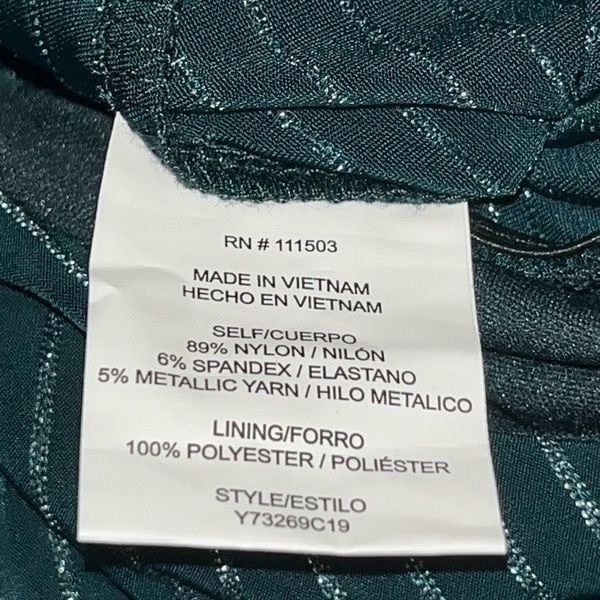 RN # 111503
MADE IN VIETNAM
HECHO EN VIETNAM
SELF/CUERPO
89% NYLON / NILÓN
6% SPANDEX / ELASTANO
5% METALLIC YARN / HILO METALICO
LINING/FORRO
100% POLYESTER / POLIÉSTER
STYLE/ESTILO
Y73269C19